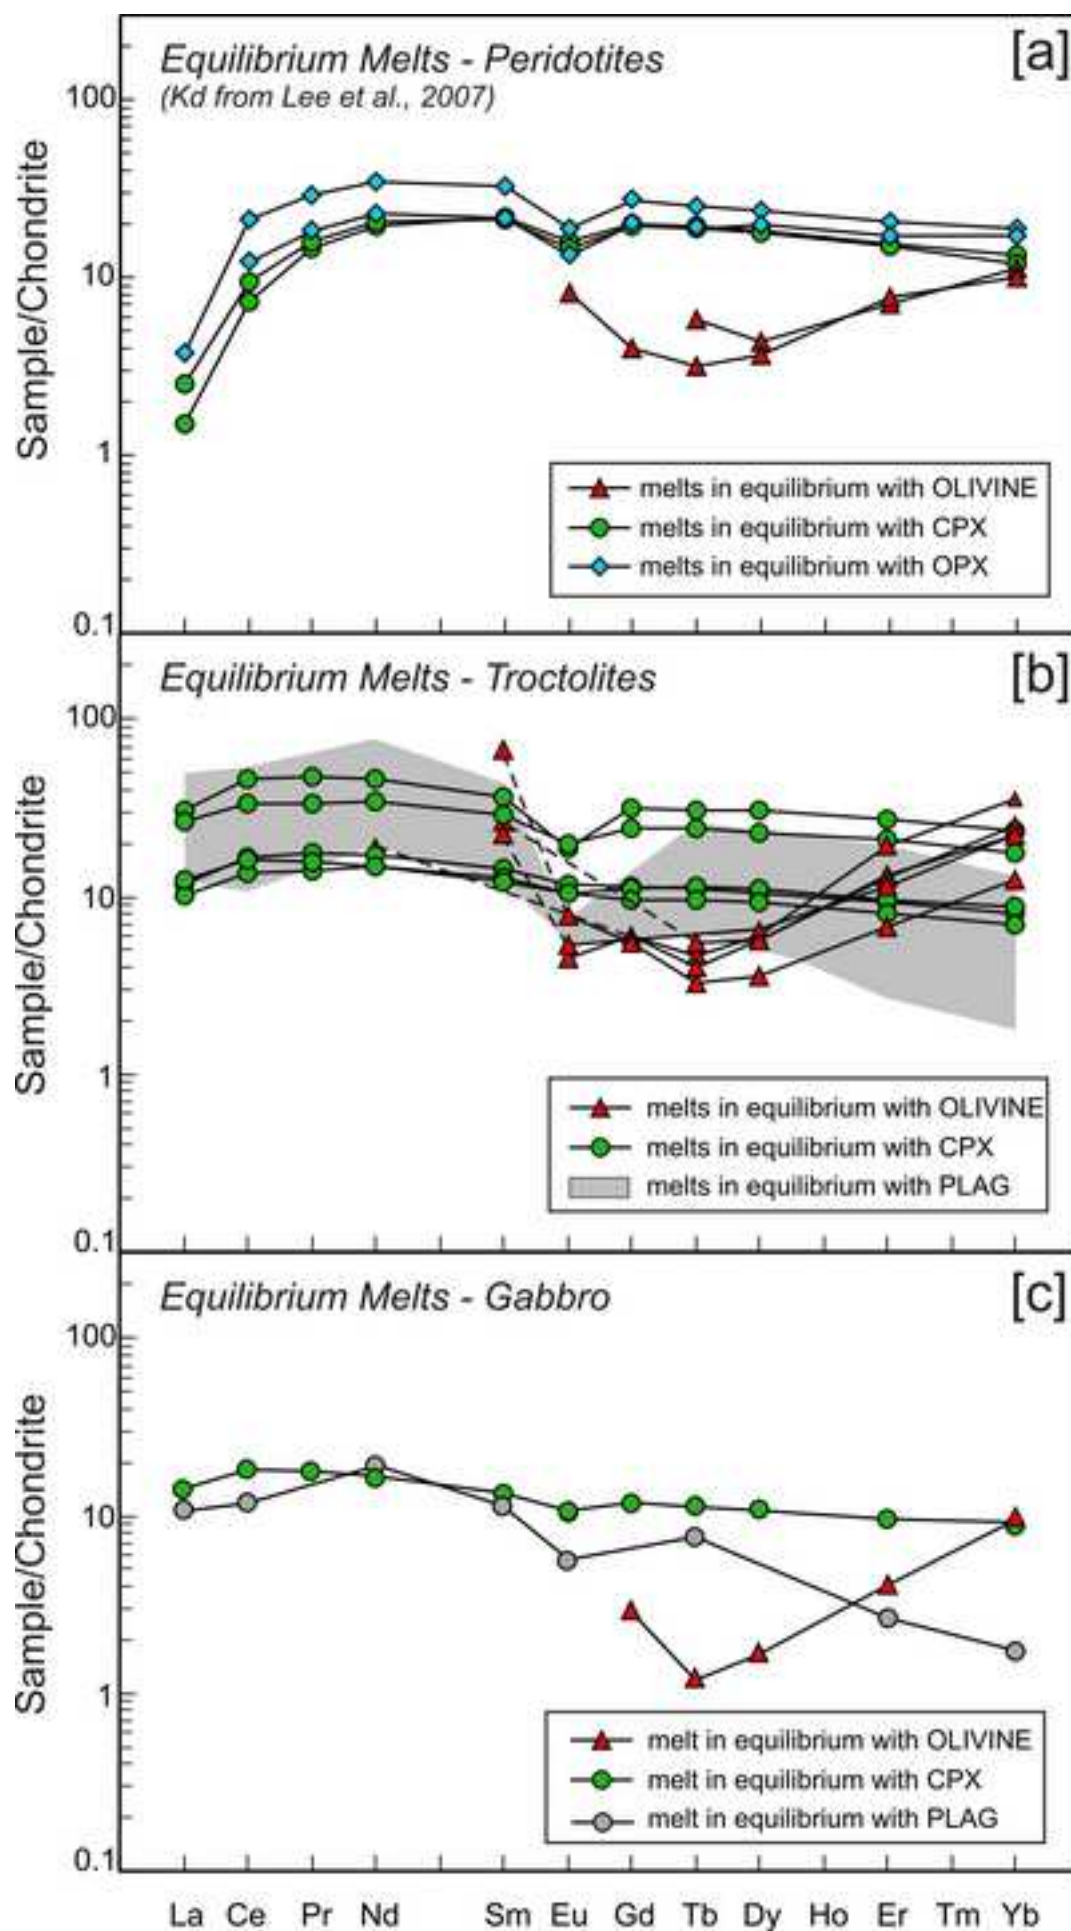 Equilibrium Melts - Peridotites
[a]
(Kd from Lee et al., 2007)
100
10
1
0.1
Sample/Chondrite
melts in equilibrium with OLIVINE
melts in equilibrium with CPX
melts in equilibrium with OPX
Equilibrium Melts - Troctolites
[b]
100
10
1
0.1
Sample/Chondrite
melts in equilibrium with OLIVINE
melts in equilibrium with CPX
melts in equilibrium with PLAG
Equilibrium Melts - Gabbro
[c]
100
10
1
0.1
Sample/Chondrite
melt in equilibrium with OLIVINE
melt in equilibrium with CPX
melt in equilibrium with PLAG
La Ce Pr Nd Sm Eu Gd Tb Dy Ho Er Tm Yb